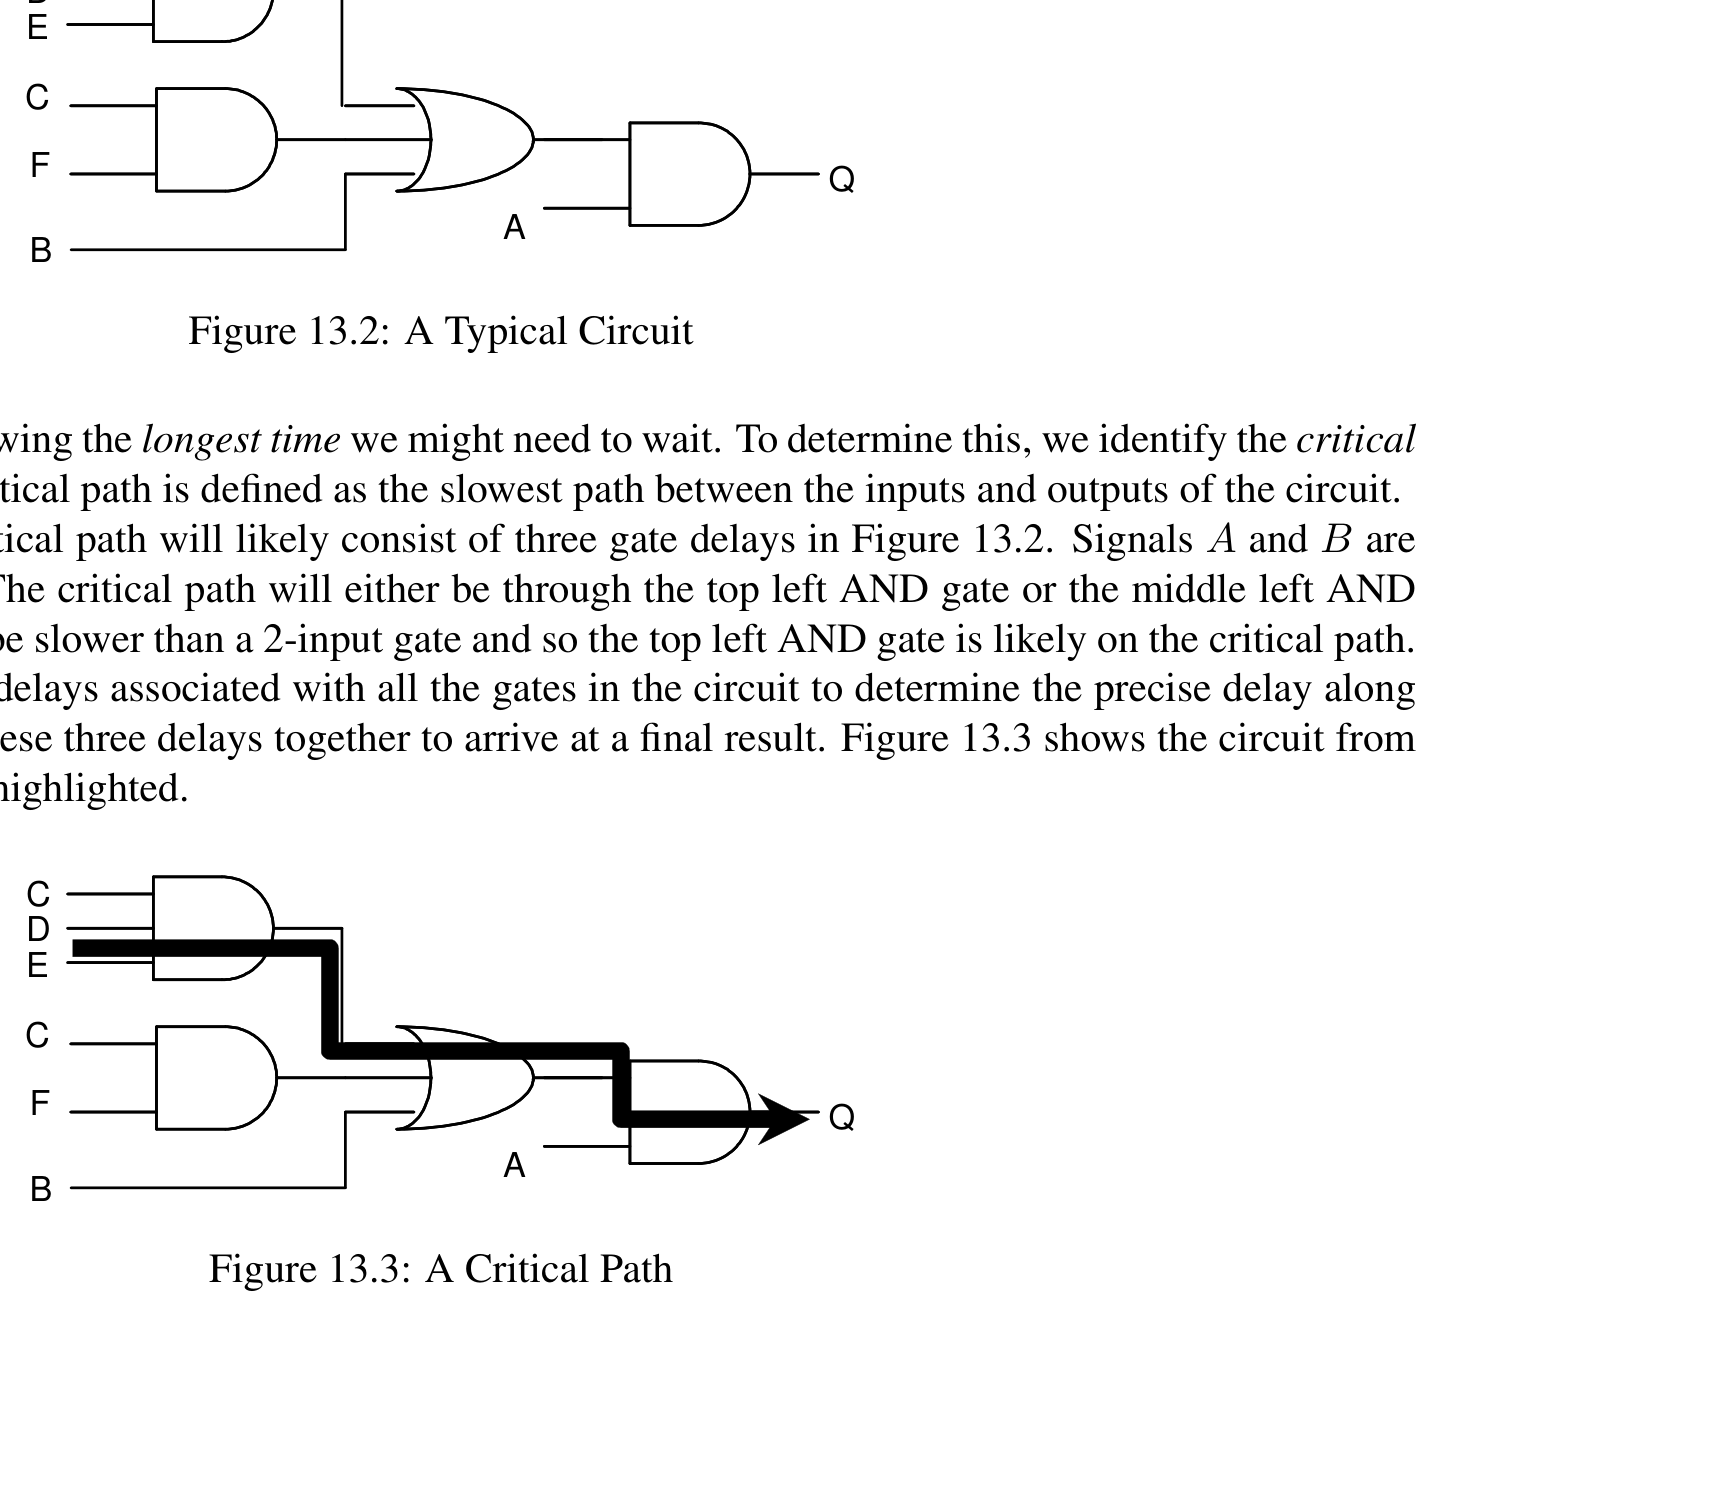 E
C
F
A
B
Q
Figure 13.2: A Typical Circuit
the longest time we might need to wait. To determine this, we identify the critical
path is defined as the slowest path between the inputs and outputs of the circuit.
path will likely consist of three gate delays in Figure 13.2. Signals A and B are
The critical path will either be through the top left AND gate or the middle left AND
be slower than a 2-input gate and so the top left AND gate is likely on the critical path.
delays associated with all the gates in the circuit to determine the precise delay along
three delays together to arrive at a final result. Figure 13.3 shows the circuit from
highlighted.
C
D
E
C
F
A
B
Q
Figure 13.3: A Critical Path